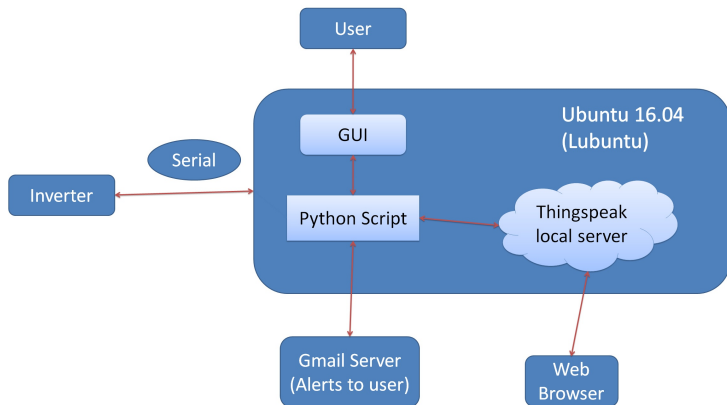 User
Ubuntu 16.04
(Lubuntu)
GUI
Serial
Inverter
Python Script
Thingspeak
local server
Gmail Server
(Alerts to user)
Web
Browser